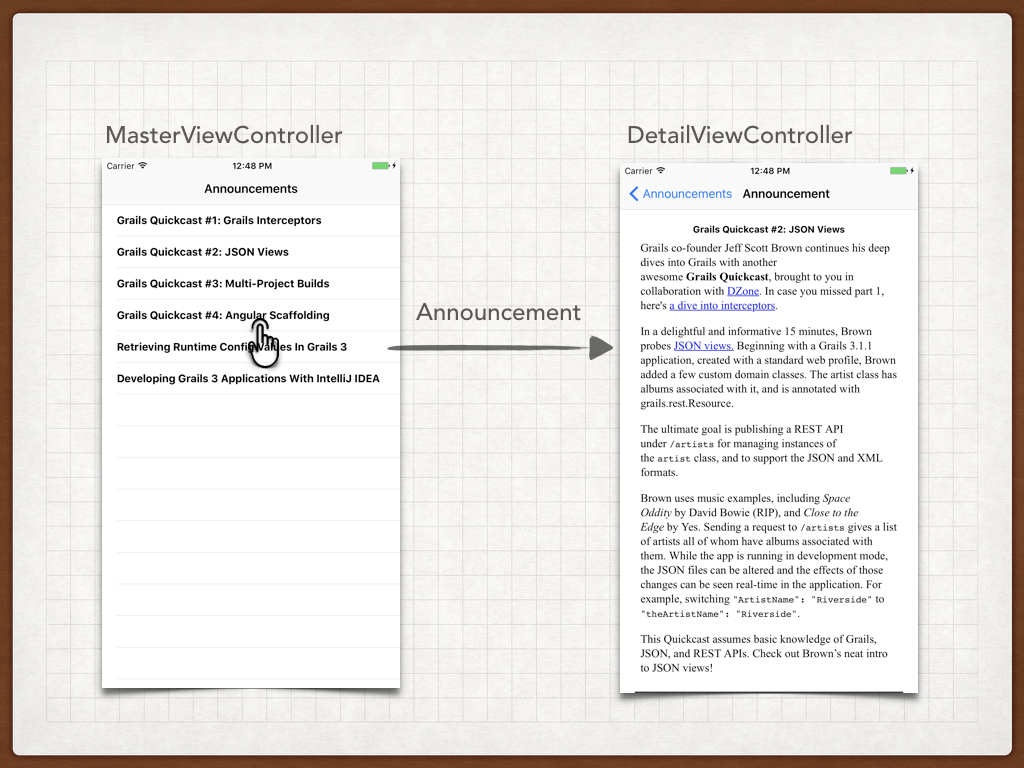 MasterViewController
Carrier 12:48 PM
Announcements
Grails Quickcast #1: Grails Interceptors
Grails Quickcast #2: JSON Views
Grails Quickcast #3: Multi-Project Builds
Grails Quickcast #4: Angular Scaffolding
Retrieving Runtime Config Values In Grails 3
Developing Grails 3 Applications With IntelliJ IDEA
Announcement
DetailViewController
Carrier 12:48 PM
Announcements Announcement
Grails Quickcast #2: JSON Views
Grails co-founder Jeff Scott Brown continues his deep
dives into Grails with another
awesome Grails Quickcast, brought to you in
collaboration with DZone. In case you missed part 1,
here's a dive into interceptors.
In a delightful and informative 15 minutes, Brown
probes JSON views. Beginning with a Grails 3.1.1
application, created with a standard web profile, Brown
added a few custom domain classes. The artist class has
albums associated with it, and is annotated with
grails.rest.Resource.
The ultimate goal is publishing a REST API
under /artists for managing instances of
the artist class, and to support the JSON and XML
formats.
Brown uses music examples, including Space
Oddity by David Bowie (RIP), and Close to the
Edge by Yes. Sending a request to /artists gives a list
of artists all of whom have albums associated with
them. While the app is running in development mode,
the JSON files can be altered and the effects of those
changes can be seen real-time in the application. For
example, switching "ArtistName": "Riverside" to
"theArtistName": "Riverside".
This Quickcast assumes basic knowledge of Grails,
JSON, and REST APIs. Check out Brown's neat intro
to JSON views!